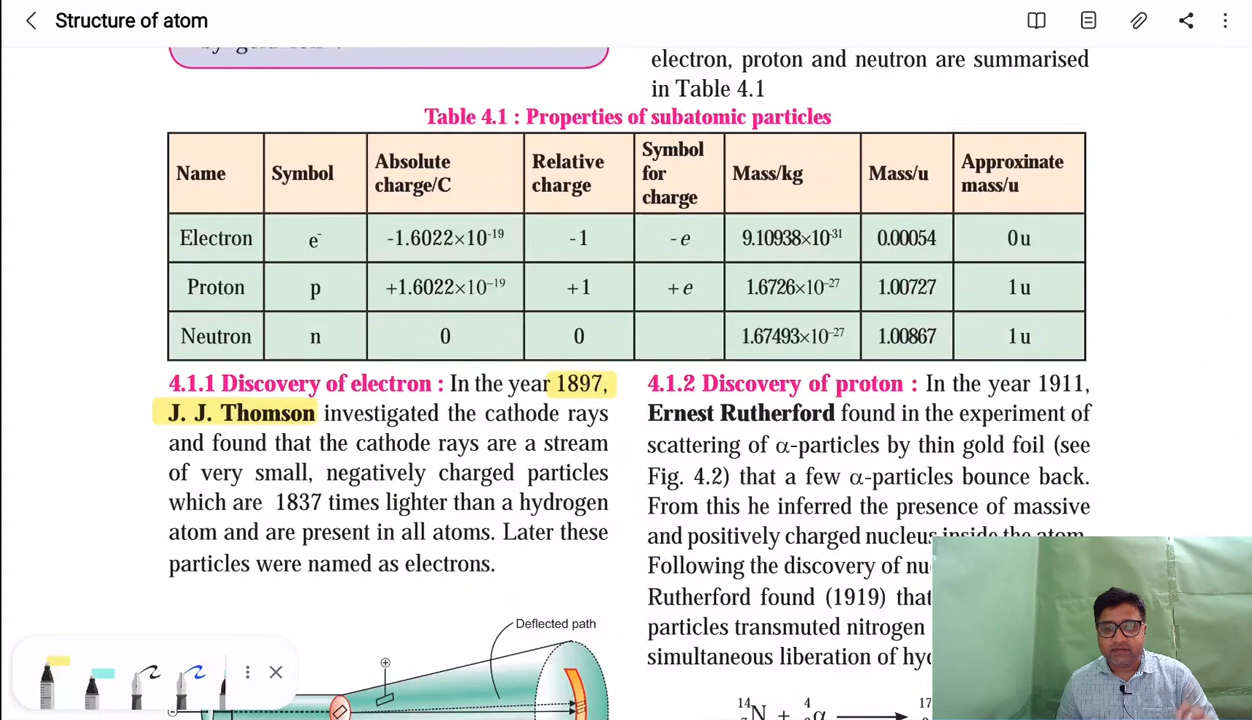 Structure of atom
electron, proton and neutron are summarised
in Table 4.1
Table 4.1 : Properties of subatomic particles
Name Symbol Absolute charge/C Relative charge Symbol for charge Mass/kg Mass/u Approxinate mass/u
Electron e⁻ -1.6022×10⁻¹⁹ -1 -e 9.10938×10⁻³¹ 0.00054 0 u
Proton p +1.6022×10⁻¹⁹ +1 +e 1.6726×10⁻²⁷ 1.00727 1 u
Neutron n 0 0 1.67493×10⁻²⁷ 1.00867 1 u
4.1.1 Discovery of electron : In the year 1897,
J. J. Thomson investigated the cathode rays
and found that the cathode rays are a stream
of very small, negatively charged particles
which are 1837 times lighter than a hydrogen
atom and are present in all atoms. Later these
particles were named as electrons.
Deflected path
4.1.2 Discovery of proton : In the year 1911,
Ernest Rutherford found in the experiment of
scattering of α-particles by thin gold foil (see
Fig. 4.2) that a few α-particles bounce back.
From this he inferred the presence of massive
and positively charged nucleus inside the atom.
Following the discovery of nu
Rutherford found (1919) that
particles transmuted nitrogen
simultaneous liberation of hy
¹⁴N + ⁴α ⟶ ¹⁷